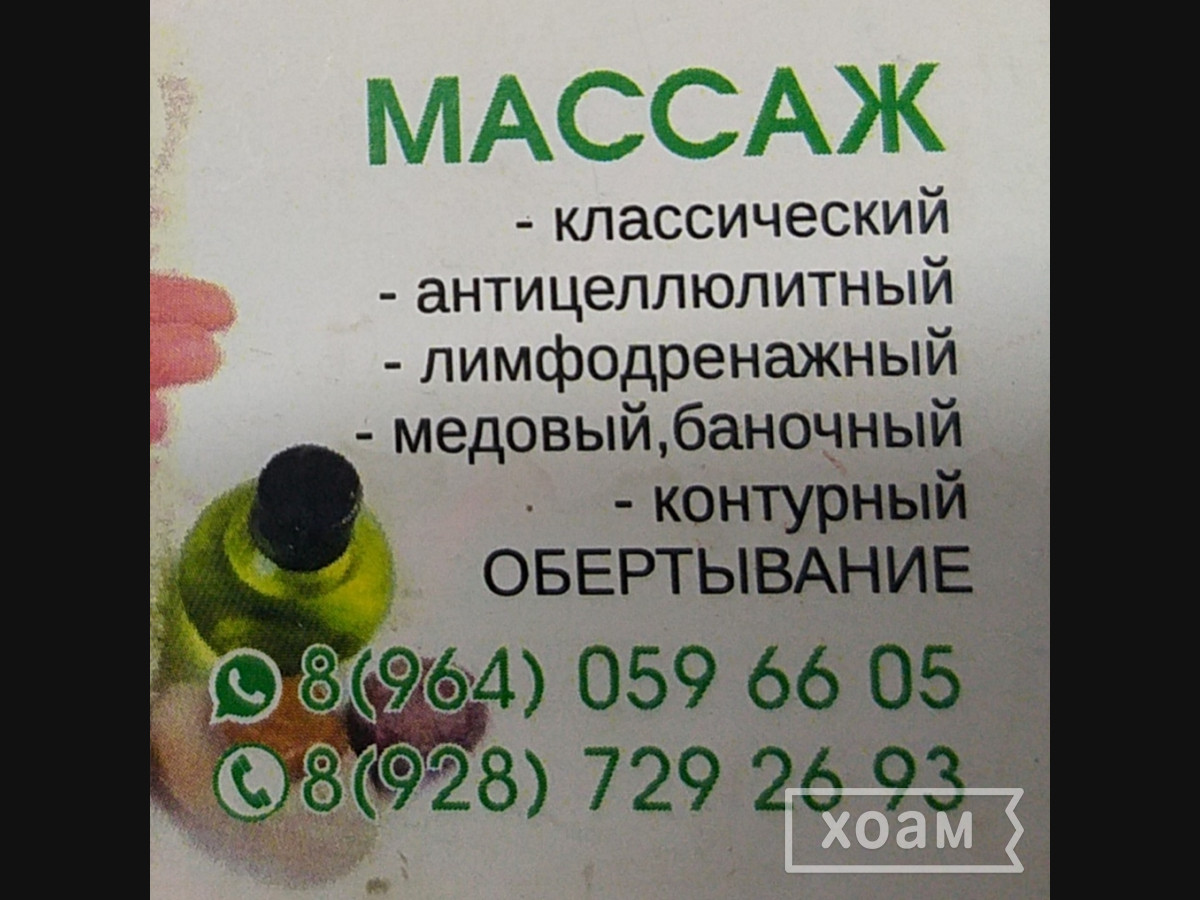 МАССАЖ
- классический
- антицеллюлитный
- лимфодренажный
- медовый,баночный
- контурный
ОБЕРТЫВАНИЕ
8(964) 059 66 05
8(928) 729 26 93
хоам